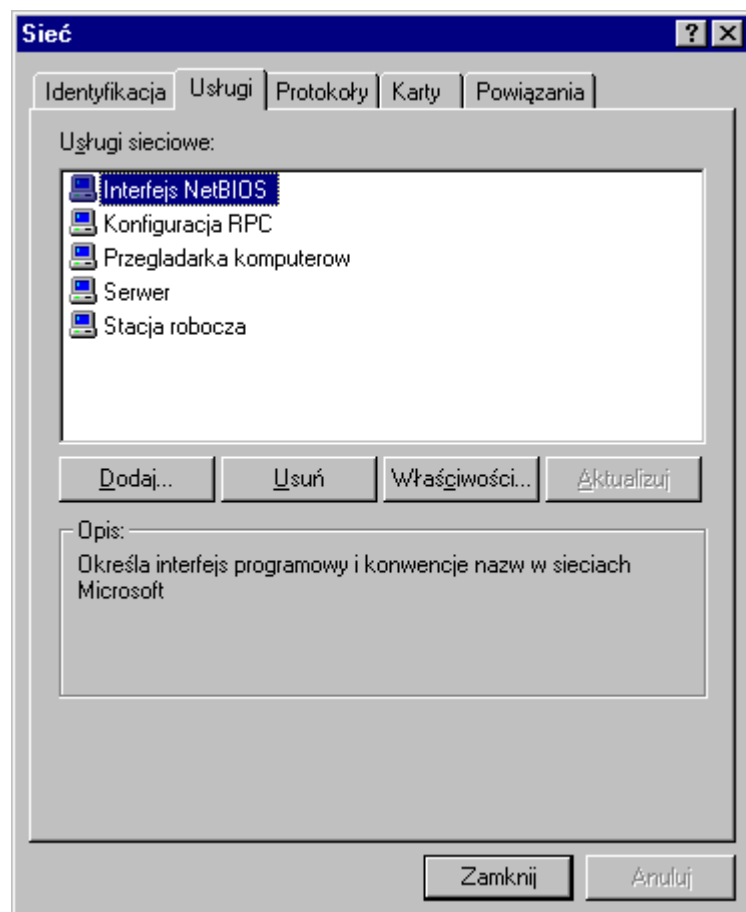 Sieć
Identyfikacja Usługi Protokoły Karty Powiązania
Usługi sieciowe:
Interfejs NetBIOS
Konfiguracja RPC
Przegladarka komputerow
Serwer
Stacja robocza
Dodaj... Usuń Właściwości... Aktualizuj
Opis:
Określa interfejs programowy i konwencje nazw w sieciach
Microsoft
Zamknij Anuluj